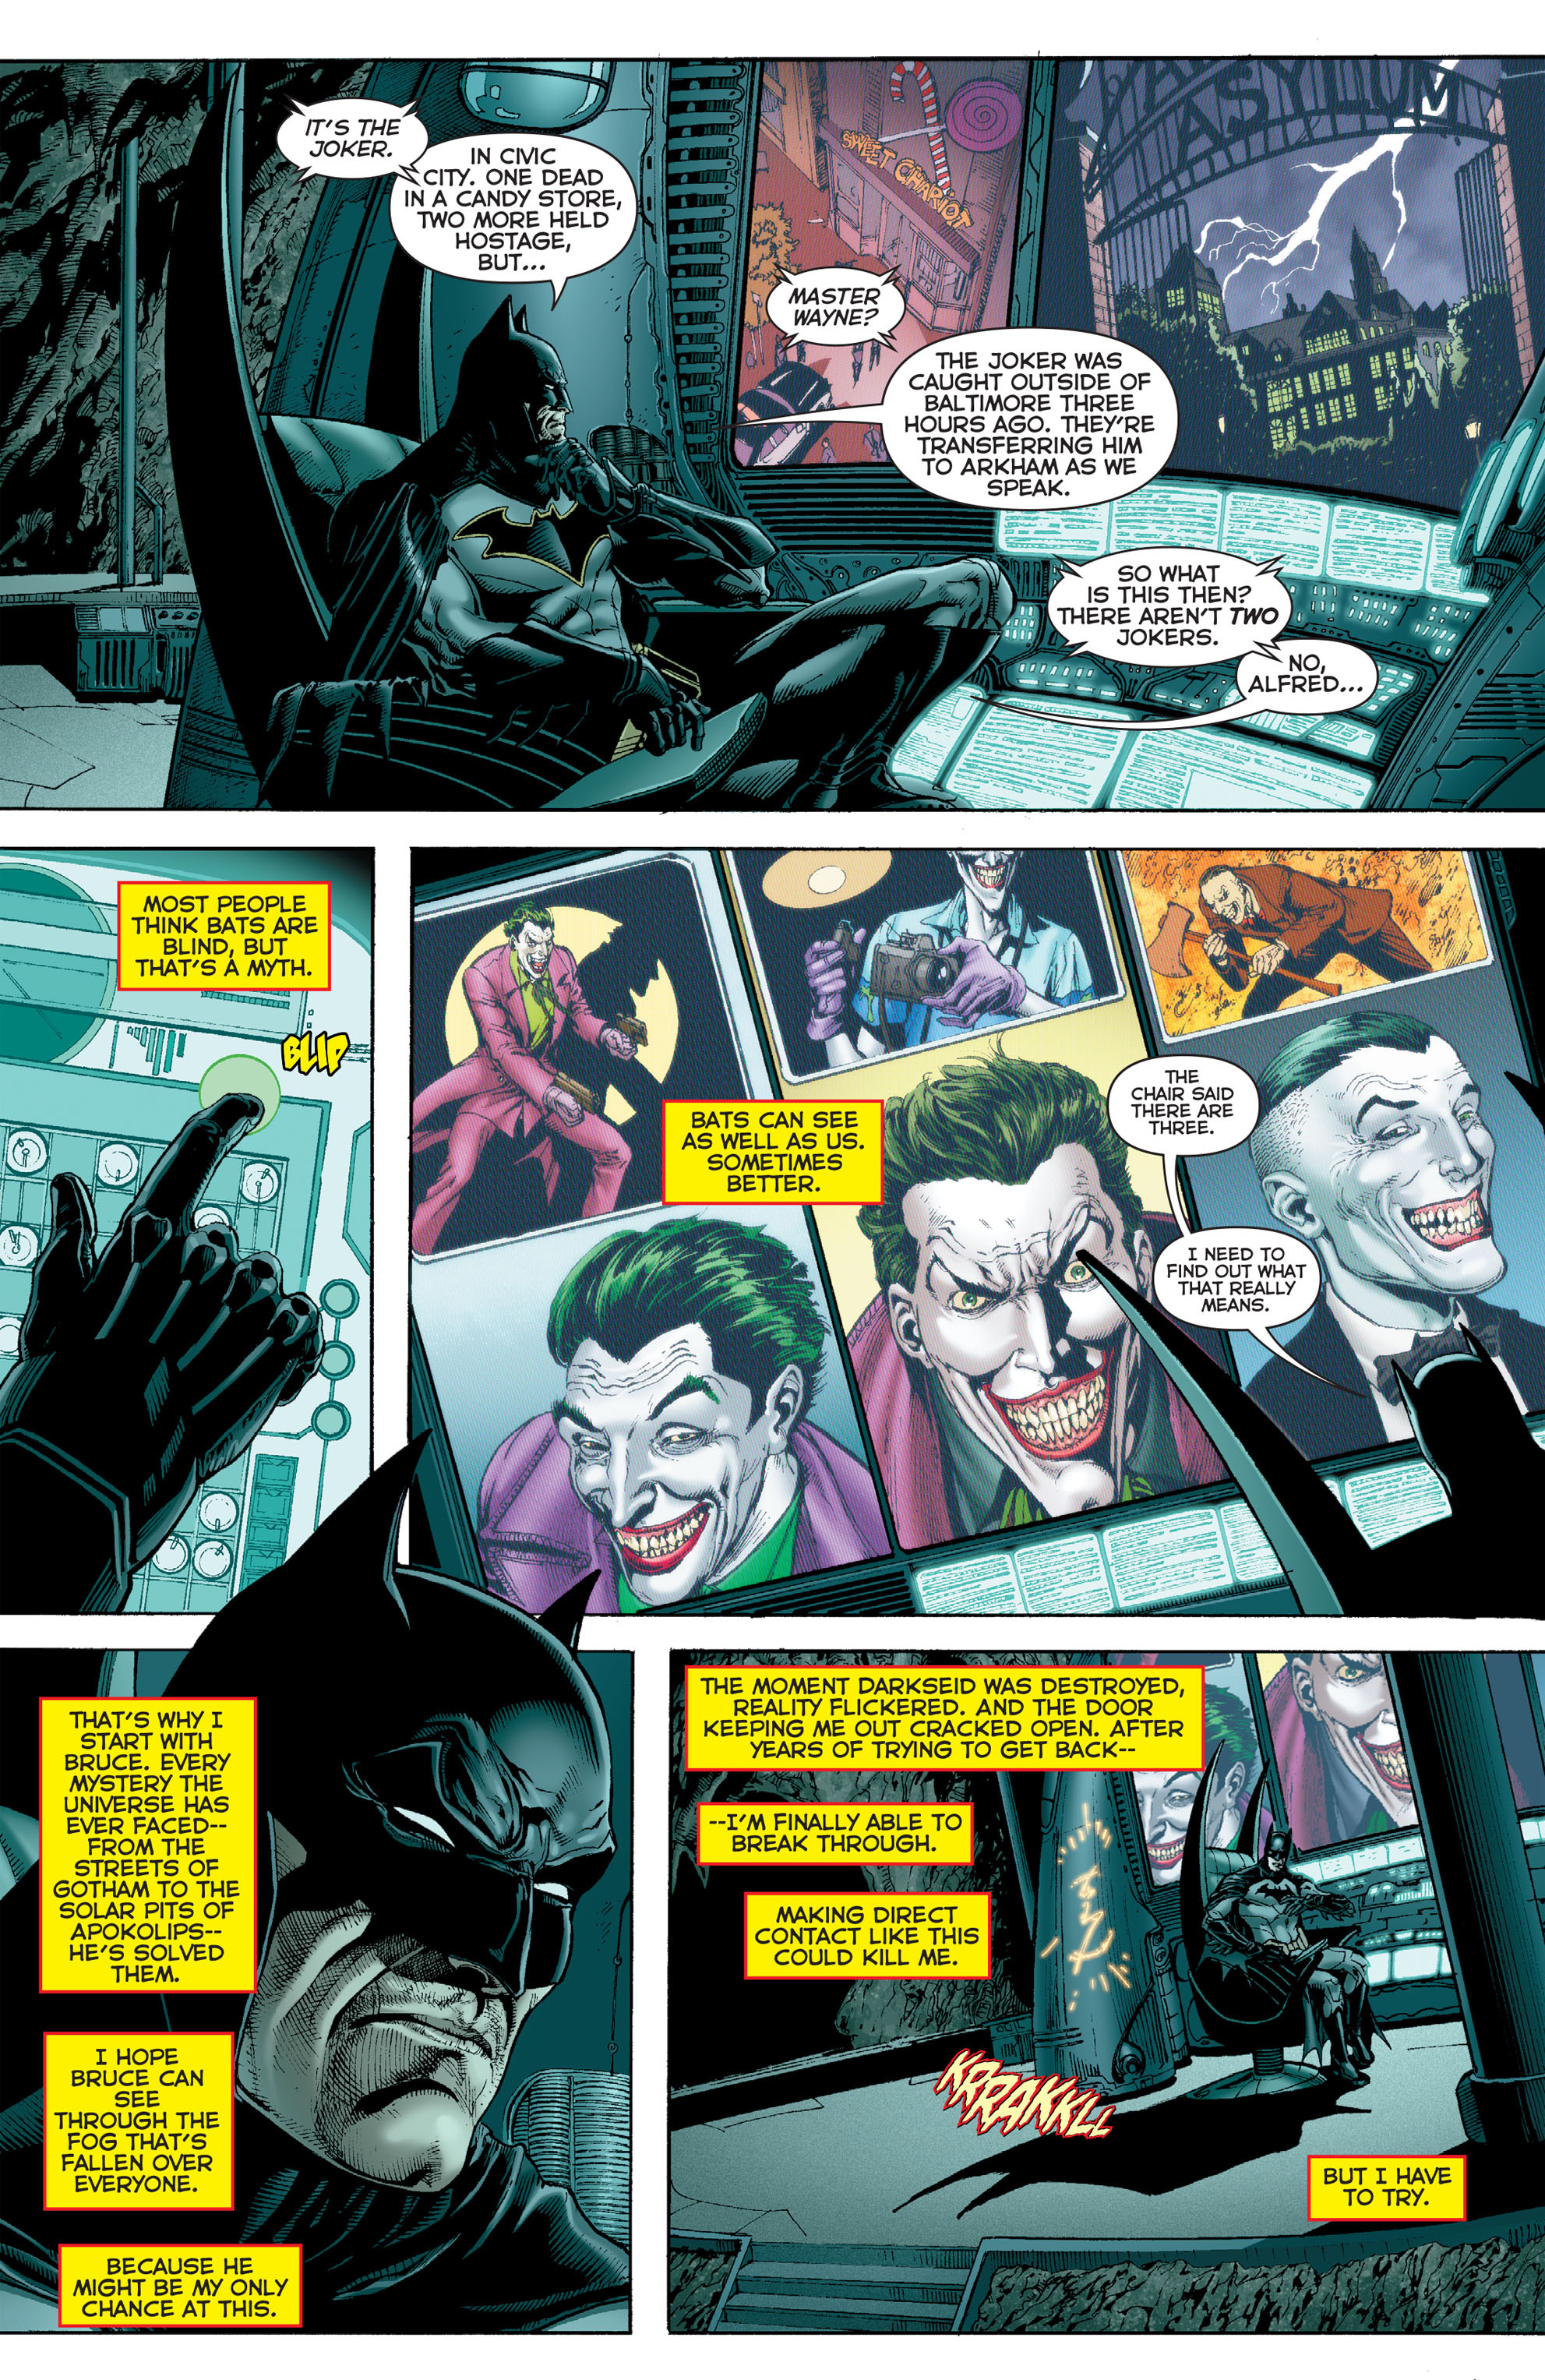 IT'S THE
JOKER.
IN CIVIC
CITY. ONE DEAD
IN A CANDY STORE,
TWO MORE HELD
HOSTAGE,
BUT...
SWEET CHARIOT
ASYLUM
MASTER
WAYNE?
THE JOKER WAS
CAUGHT OUTSIDE OF
BALTIMORE THREE
HOURS AGO. THEY'RE
TRANSFERRING HIM
TO ARKHAM AS WE
SPEAK.
SO WHAT
IS THIS THEN?
THERE AREN'T TWO
JOKERS.
NO,
ALFRED...
MOST PEOPLE
THINK BATS ARE
BLIND, BUT
THAT'S A MYTH.
BLIP
BATS CAN SEE
AS WELL AS US.
SOMETIMES
BETTER.
THE
CHAIR SAID
THERE ARE
THREE.
I NEED TO
FIND OUT WHAT
THAT REALLY
MEANS.
THAT'S WHY I
START WITH
BRUCE. EVERY
MYSTERY THE
UNIVERSE HAS
EVER FACED--
FROM THE
STREETS OF
GOTHAM TO THE
SOLAR PITS OF
APOKOLIPS--
HE'S SOLVED
THEM.
I HOPE
BRUCE CAN
SEE
THROUGH THE
FOG THAT'S
FALLEN OVER
EVERYONE.
BECAUSE HE
MIGHT BE MY ONLY
CHANCE AT THIS.
THE MOMENT DARKSEID WAS DESTROYED,
REALITY FLICKERED. AND THE DOOR
KEEPING ME OUT CRACKED OPEN. AFTER
YEARS OF TRYING TO GET BACK--
--I'M FINALLY ABLE TO
BREAK THROUGH.
MAKING DIRECT
CONTACT LIKE THIS
COULD KILL ME.
KRRAKKLL
BUT I HAVE
TO TRY.